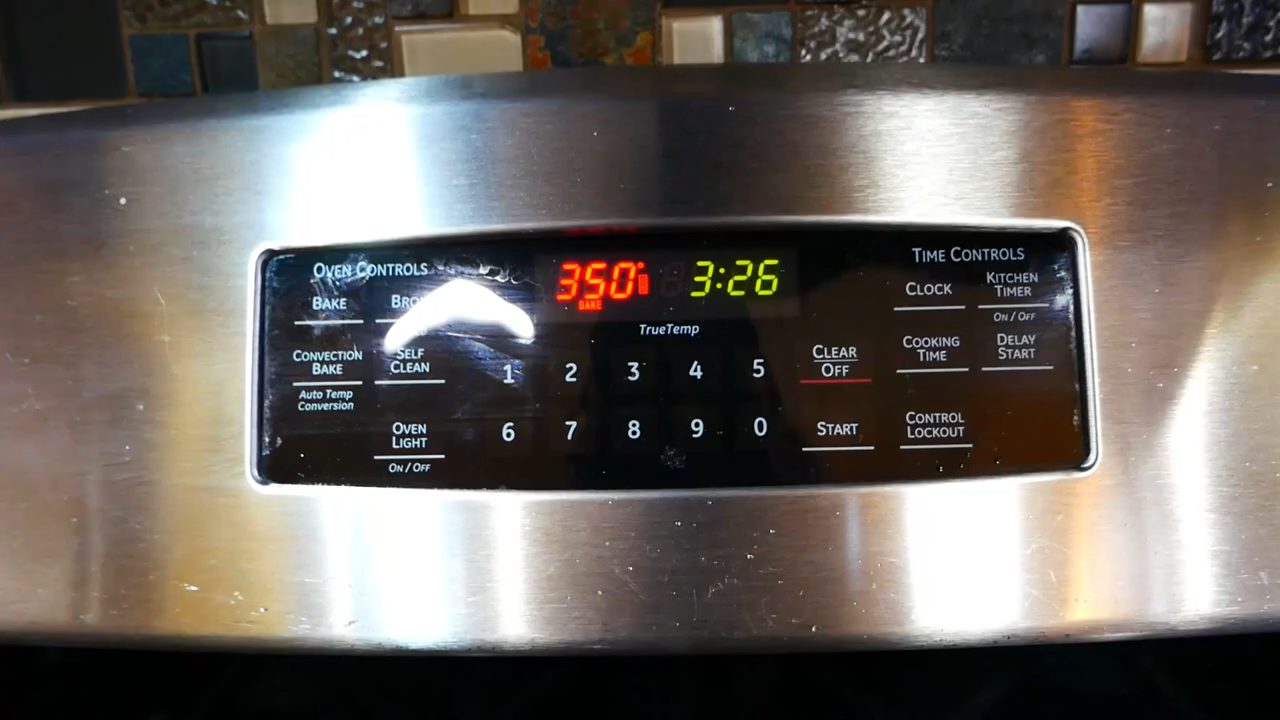 OVEN CONTROLS
BAKE
CONVECTION
BAKE
Auto Temp
Conversion
SELF
CLEAN
OVEN
LIGHT
ON / OFF
350
BAKE
3:26
TrueTemp
1 2 3 4 5
6 7 8 9 0
CLEAR
OFF
START
TIME CONTROLS
CLOCK
KITCHEN
TIMER
ON / OFF
COOKING
TIME
DELAY
START
CONTROL
LOCKOUT